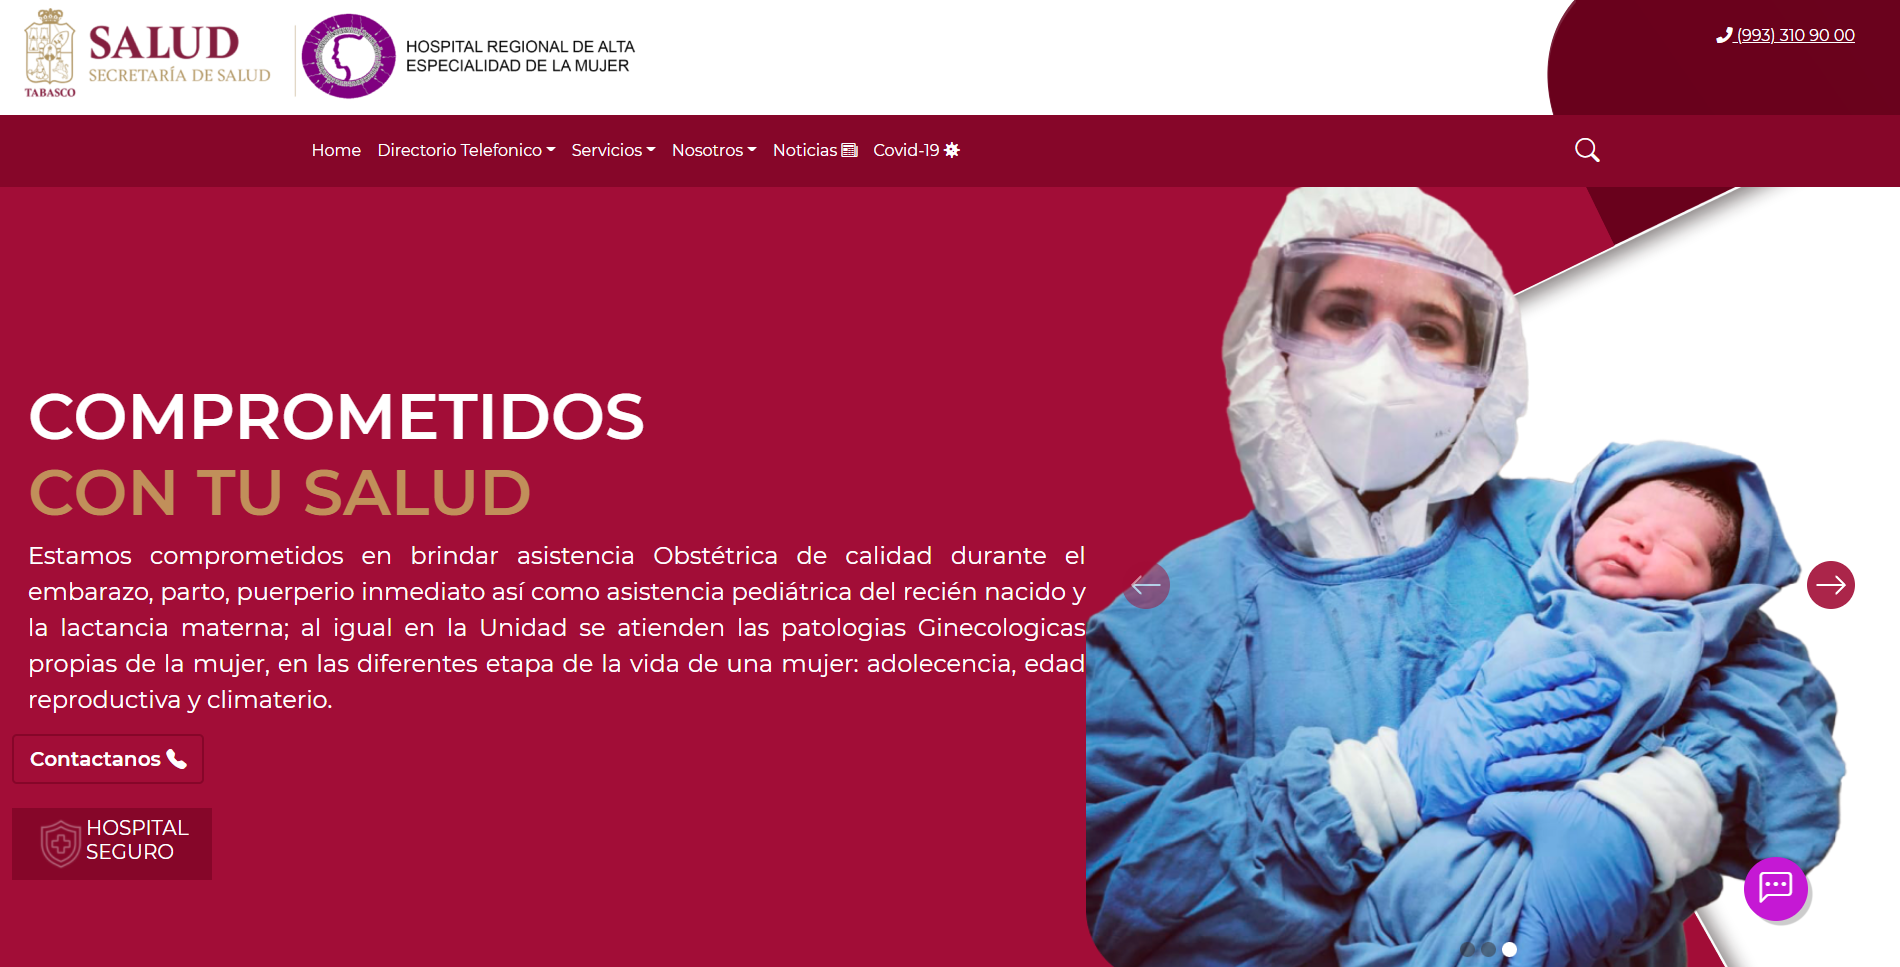 SALUD
SECRETARÍA DE SALUD
TABASCO
HOSPITAL REGIONAL DE ALTA
ESPECIALIDAD DE LA MUJER
(993) 310 90 00
Home Directorio Telefonico Servicios Nosotros Noticias Covid-19
COMPROMETIDOS
CON TU SALUD
Estamos comprometidos en brindar asistencia Obstétrica de calidad durante el
embarazo, parto, puerperio inmediato así como asistencia pediátrica del recién nacido y
la lactancia materna; al igual en la Unidad se atienden las patologias Ginecologicas
propias de la mujer, en las diferentes etapa de la vida de una mujer: adolecencia, edad
reproductiva y climaterio.
Contactanos
HOSPITAL
SEGURO